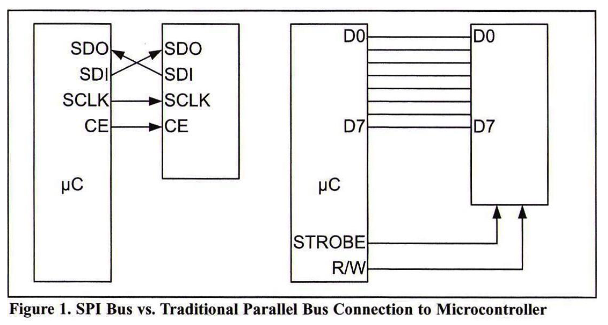 SDO SDO
SDI SDI
SCLK SCLK
CE CE
µC
D0 D0
D7 D7
µC
STROBE
R/W
Figure 1. SPI Bus vs. Traditional Parallel Bus Connection to Microcontroller